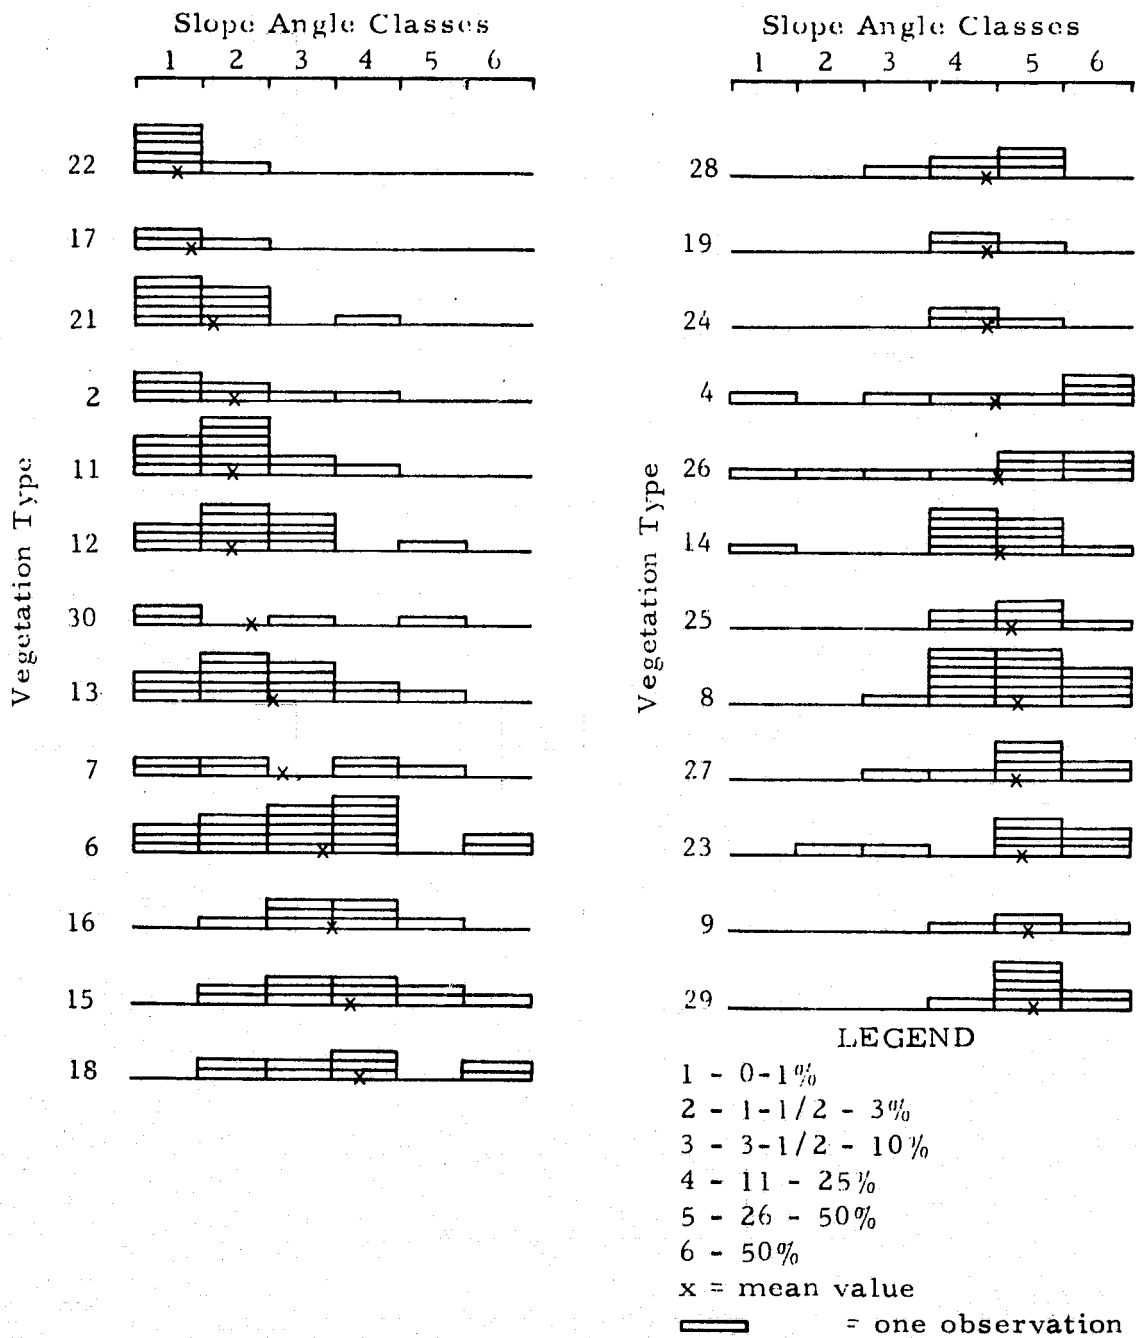 Slope Angle Classes
1 2 3 4 5 6
Vegetation Type
22
17
21
2
11
12
30
13
7
6
16
15
18
Slope Angle Classes
1 2 3 4 5 6
Vegetation Type
28
19
24
4
26
14
25
8
27
23
9
29
LEGEND
1 - 0-1%
2 - 1-1/2 - 3%
3 - 3-1/2 - 10%
4 - 11 - 25%
5 - 26 - 50%
6 - 50%
x = mean value
= one observation